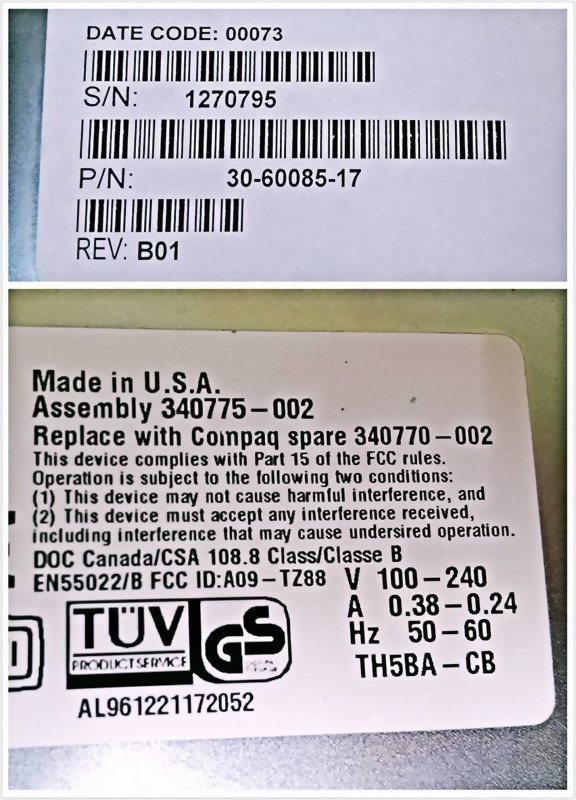 DATE CODE: 00073
S/N: 1270795
P/N: 30-60085-17
REV: B01
Made in U.S.A.
Assembly 340775-002
Replace with Compaq spare 340770-002
This device complies with Part 15 of the FCC rules.
Operation is subject to the following two conditions:
(1) This device may not cause harmful interference, and
(2) This device must accept any interference received,
including interference that may cause undersired operation.
DOC Canada/CSA 108.8 Class/Classe B
EN55022/B FCC ID:A09-TZ88
V 100-240
A 0.38-0.24
Hz 50-60
TH5BA-CB
TÜV
PRODUCT SERVICE
GS
AL961221172052